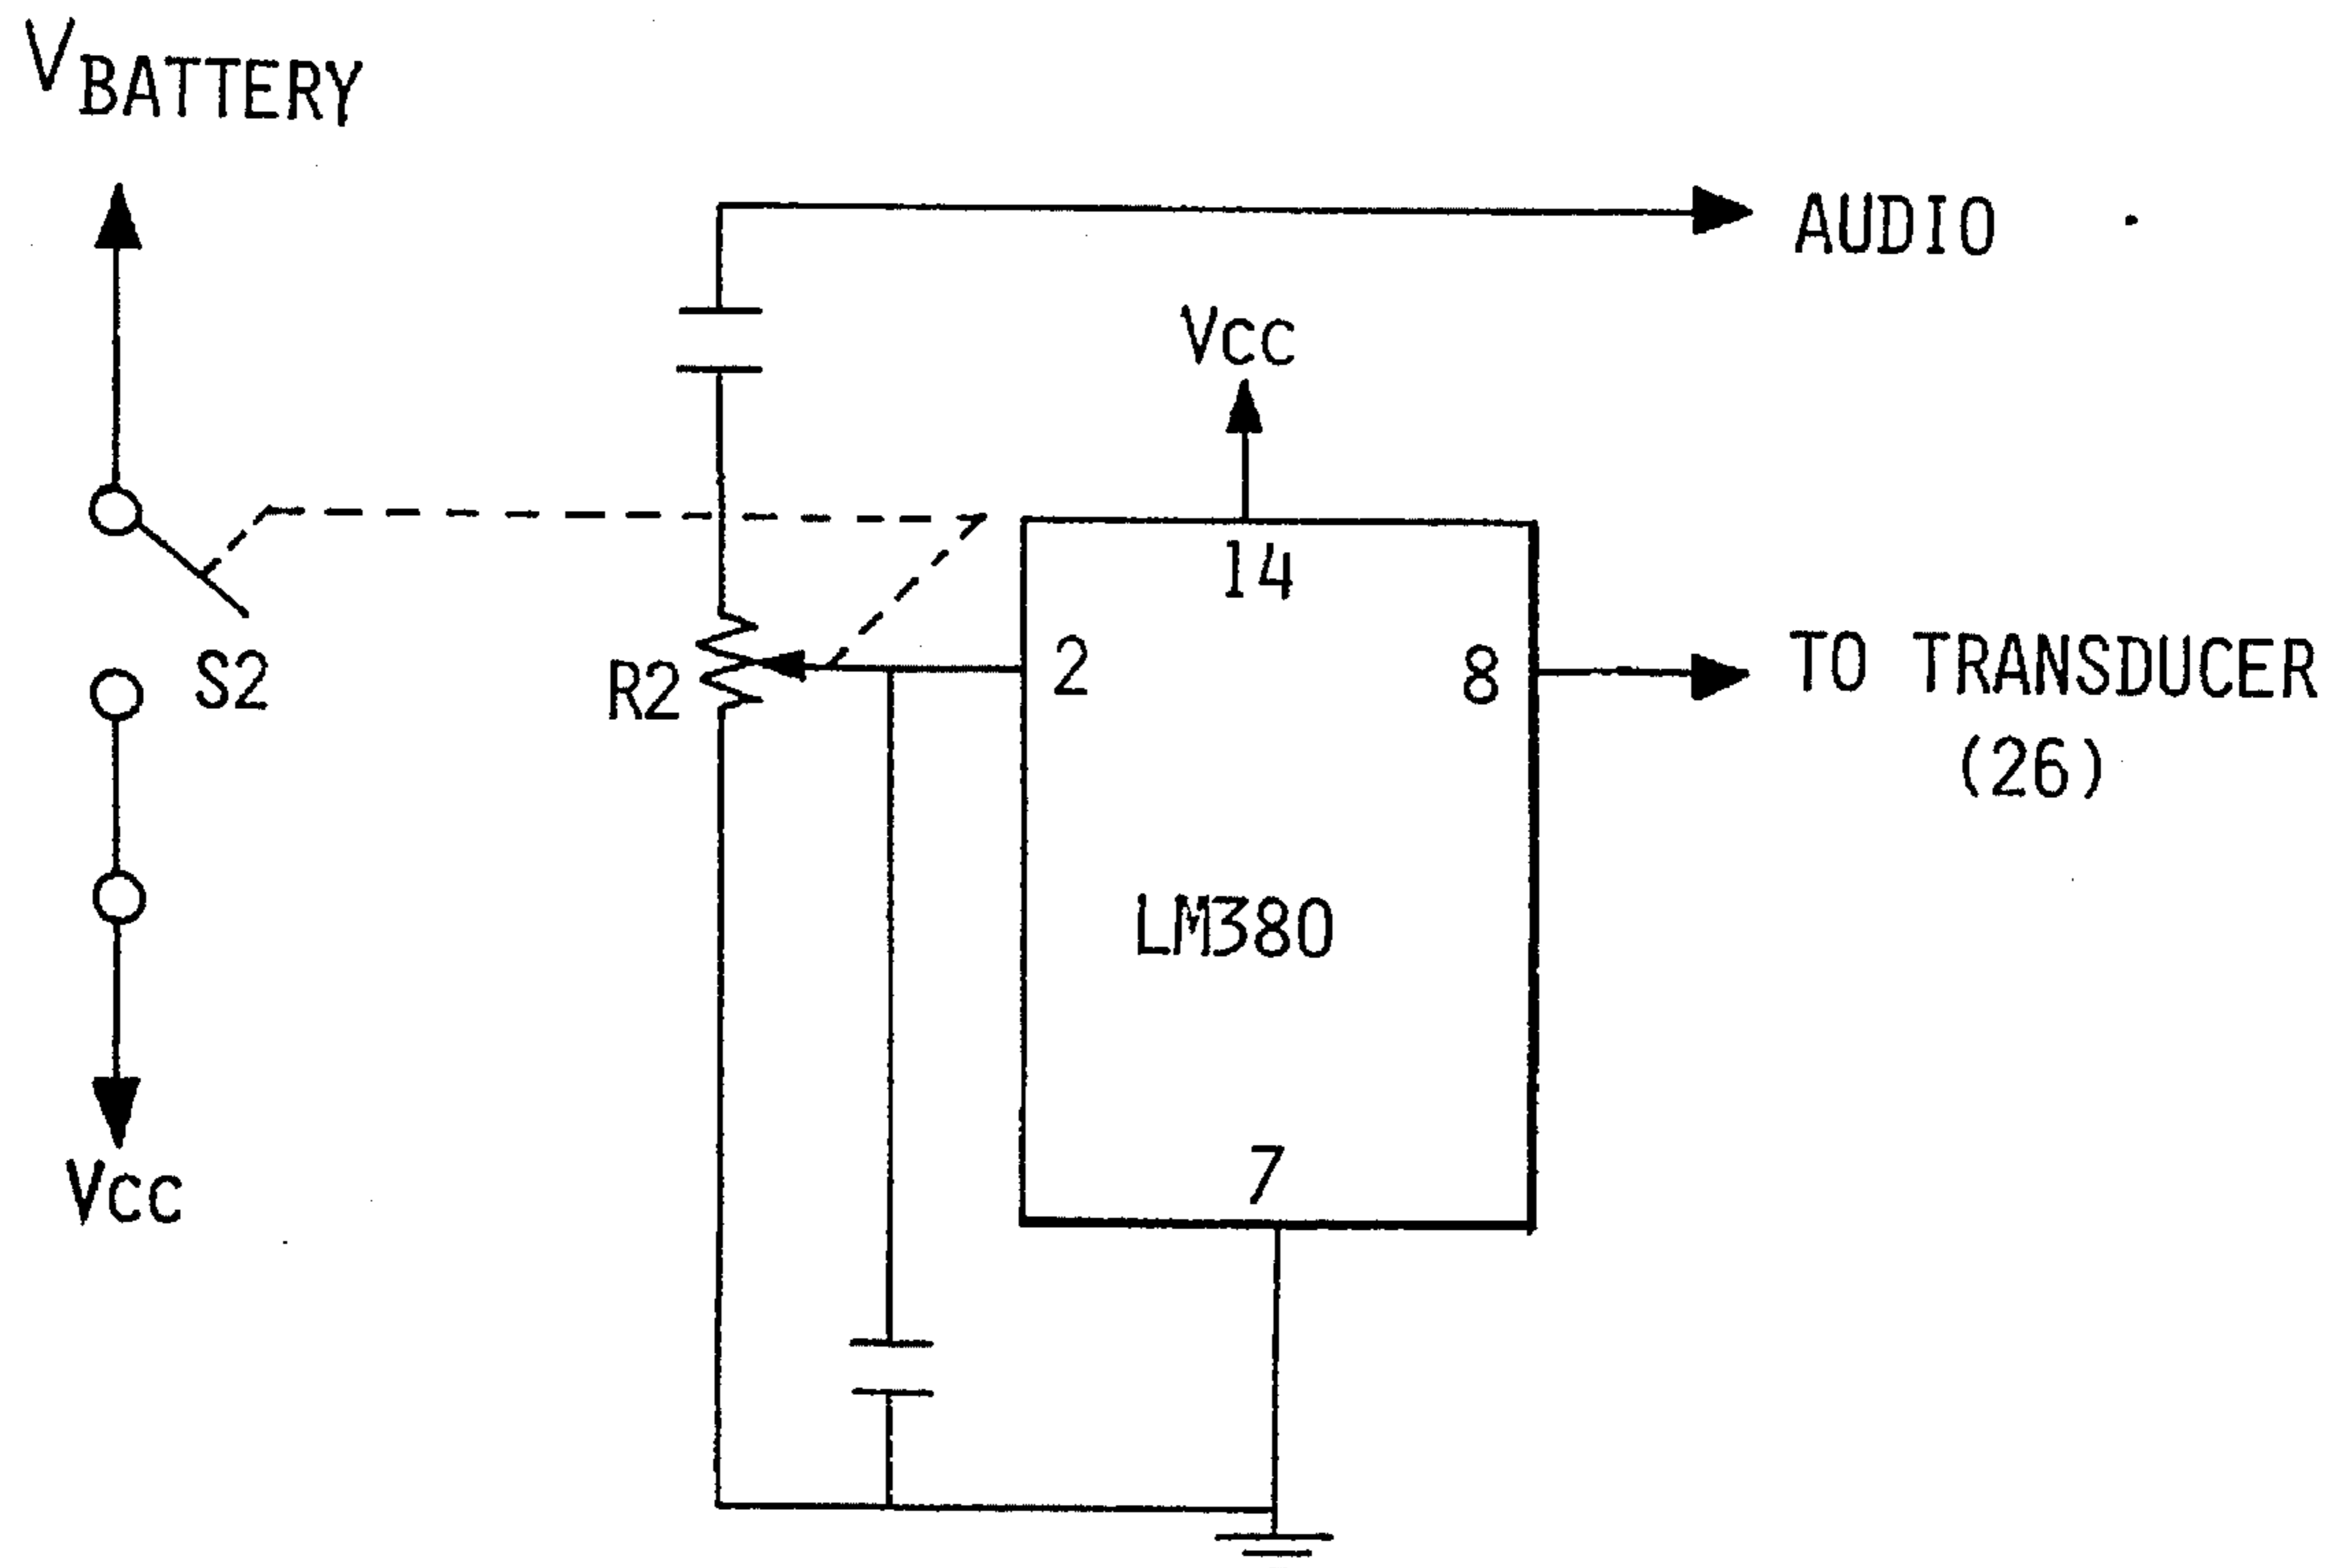 VBATTERY
AUDIO
VCC
14
S2
R2
2
8
TO TRANSDUCER
(26)
LM380
7
VCC